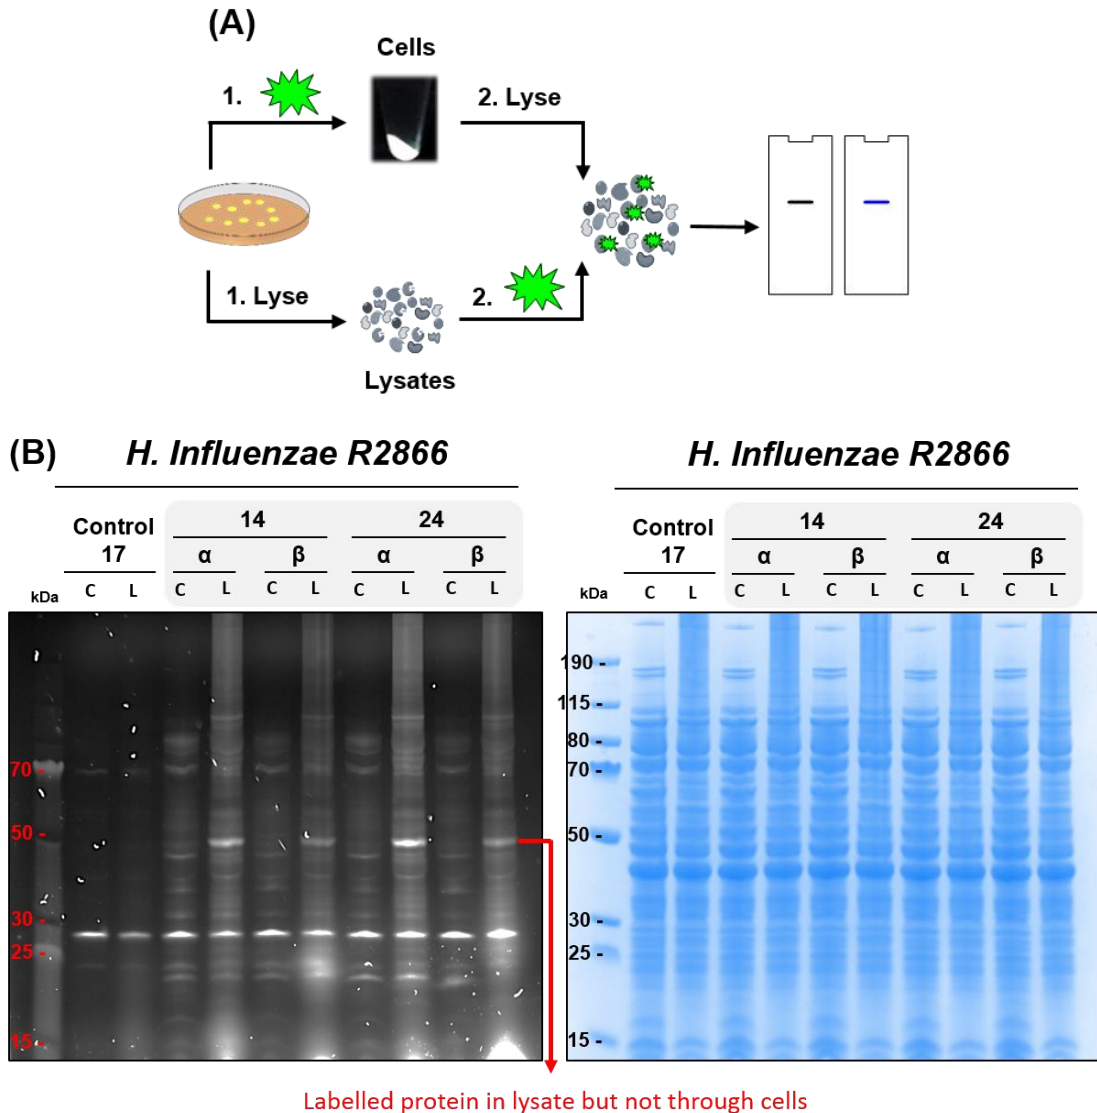 (A)
Cells
1.
2. Lyse
1. Lyse
2.
Lysates
(B)
H. Influenzae R2866
Control
17
14
24
α
β
α
β
kDa
C
L
C
L
C
L
C
L
C
L
70 -
50 -
30 -
25 -
15 -
H. Influenzae R2866
Control
17
14
24
α
β
α
β
kDa
C
L
C
L
C
L
C
L
C
L
190 -
115 -
80 -
70 -
50 -
30 -
25 -
15 -
Labelled protein in lysate but not through cells